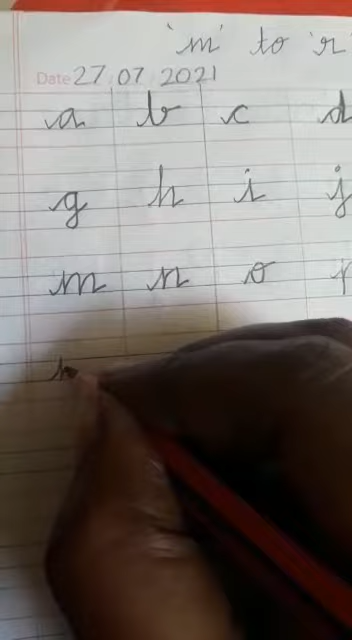 'm' to 'r'
Date 27.07.2021
a b c d
g h i j
m n o